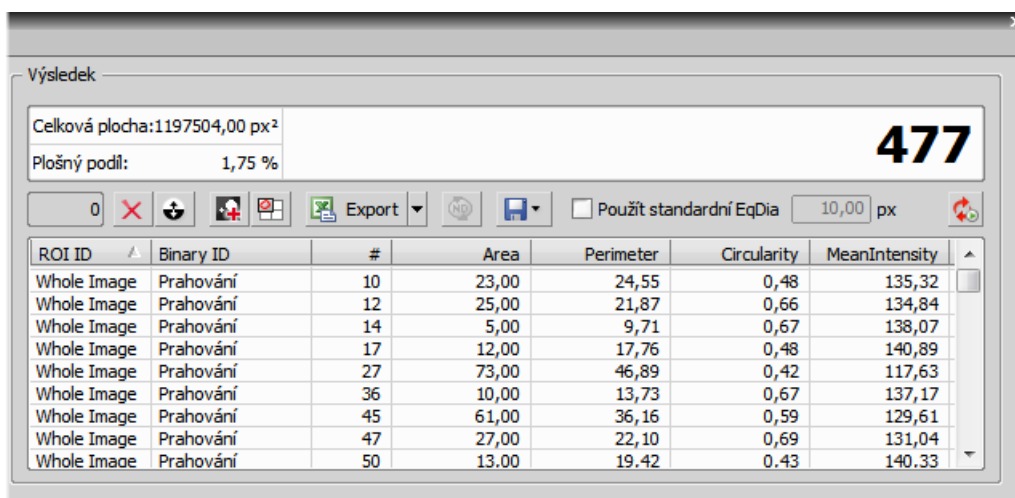 Výsledek
Celková plocha:1197504,00 px²
477
Plošný podíl: 1,75 %
0 Export ND Použít standardní EqDia 10,00 px
ROI ID Binary ID # Area Perimeter Circularity MeanIntensity
Whole Image Prahování 10 23,00 24,55 0,48 135,32
Whole Image Prahování 12 25,00 21,87 0,66 134,84
Whole Image Prahování 14 5,00 9,71 0,67 138,07
Whole Image Prahování 17 12,00 17,76 0,48 140,89
Whole Image Prahování 27 73,00 46,89 0,42 117,63
Whole Image Prahování 36 10,00 13,73 0,67 137,17
Whole Image Prahování 45 61,00 36,16 0,59 129,61
Whole Image Prahování 47 27,00 22,10 0,69 131,04
Whole Image Prahování 50 13,00 19,42 0,43 140,33